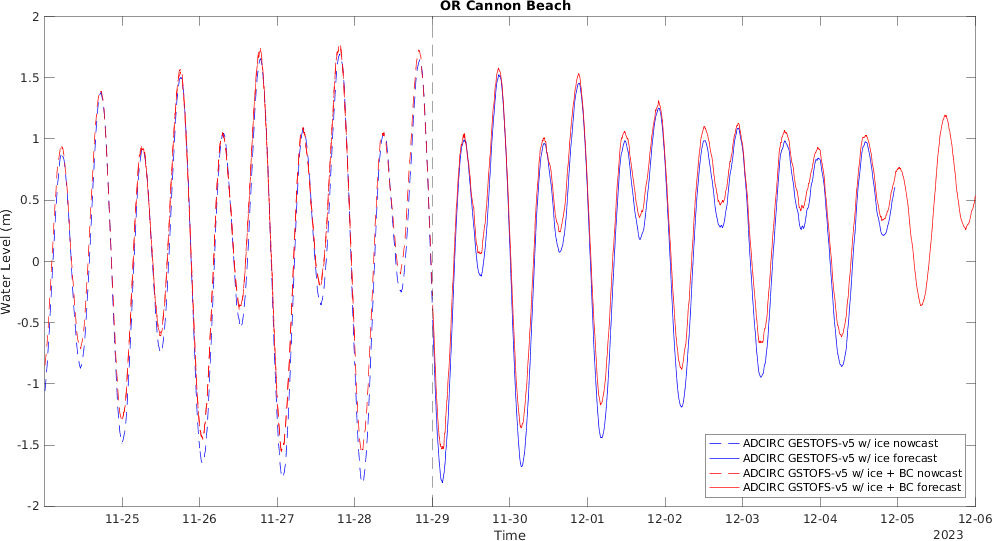 OR Cannon Beach
2
1.5
1
0.5
0
-0.5
-1
-1.5
-2
Water Level (m)
ADCIRC GESTOFS-v5 w/ ice nowcast
ADCIRC GESTOFS-v5 w/ ice forecast
ADCIRC GSTOFS-v5 w/ ice + BC nowcast
ADCIRC GSTOFS-v5 w/ ice + BC forecast
11-25 11-26 11-27 11-28 11-29 11-30 12-01 12-02 12-03 12-04 12-05 12-06
Time
2023